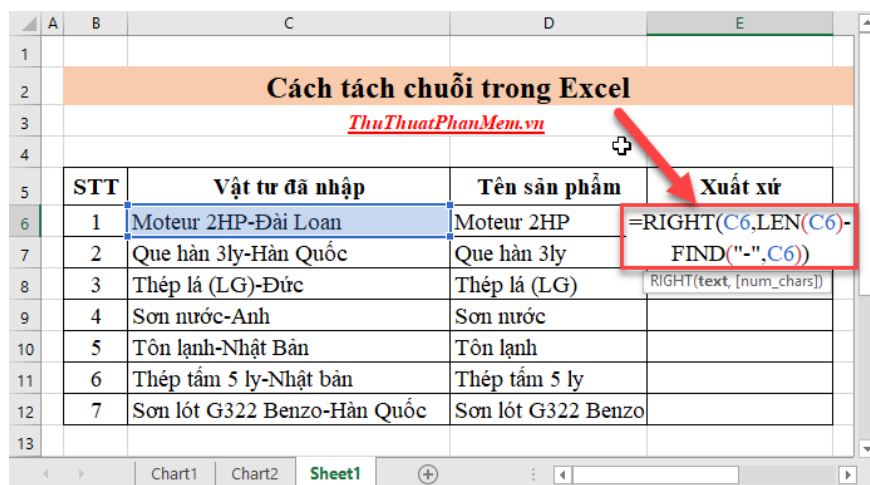 A B C D E
1
2 Cách tách chuỗi trong Excel
3 ThuThuatPhanMem.vn
4
5 STT Vật tư đã nhập Tên sản phẩm Xuất xứ
6 1 Moteur 2HP-Đài Loan Moteur 2HP =RIGHT(C6,LEN(C6)-
7 2 Que hàn 3ly-Hàn Quốc Que hàn 3ly FIND("-",C6))
8 3 Thép lá (LG)-Đức Thép lá (LG) RIGHT(text, [num_chars])
9 4 Sơn nước-Anh Sơn nước
10 5 Tôn lạnh-Nhật Bản Tôn lạnh
11 6 Thép tấm 5 ly-Nhật bản Thép tấm 5 ly
12 7 Sơn lót G322 Benzo-Hàn Quốc Sơn lót G322 Benzo
13
Chart1 Chart2 Sheet1